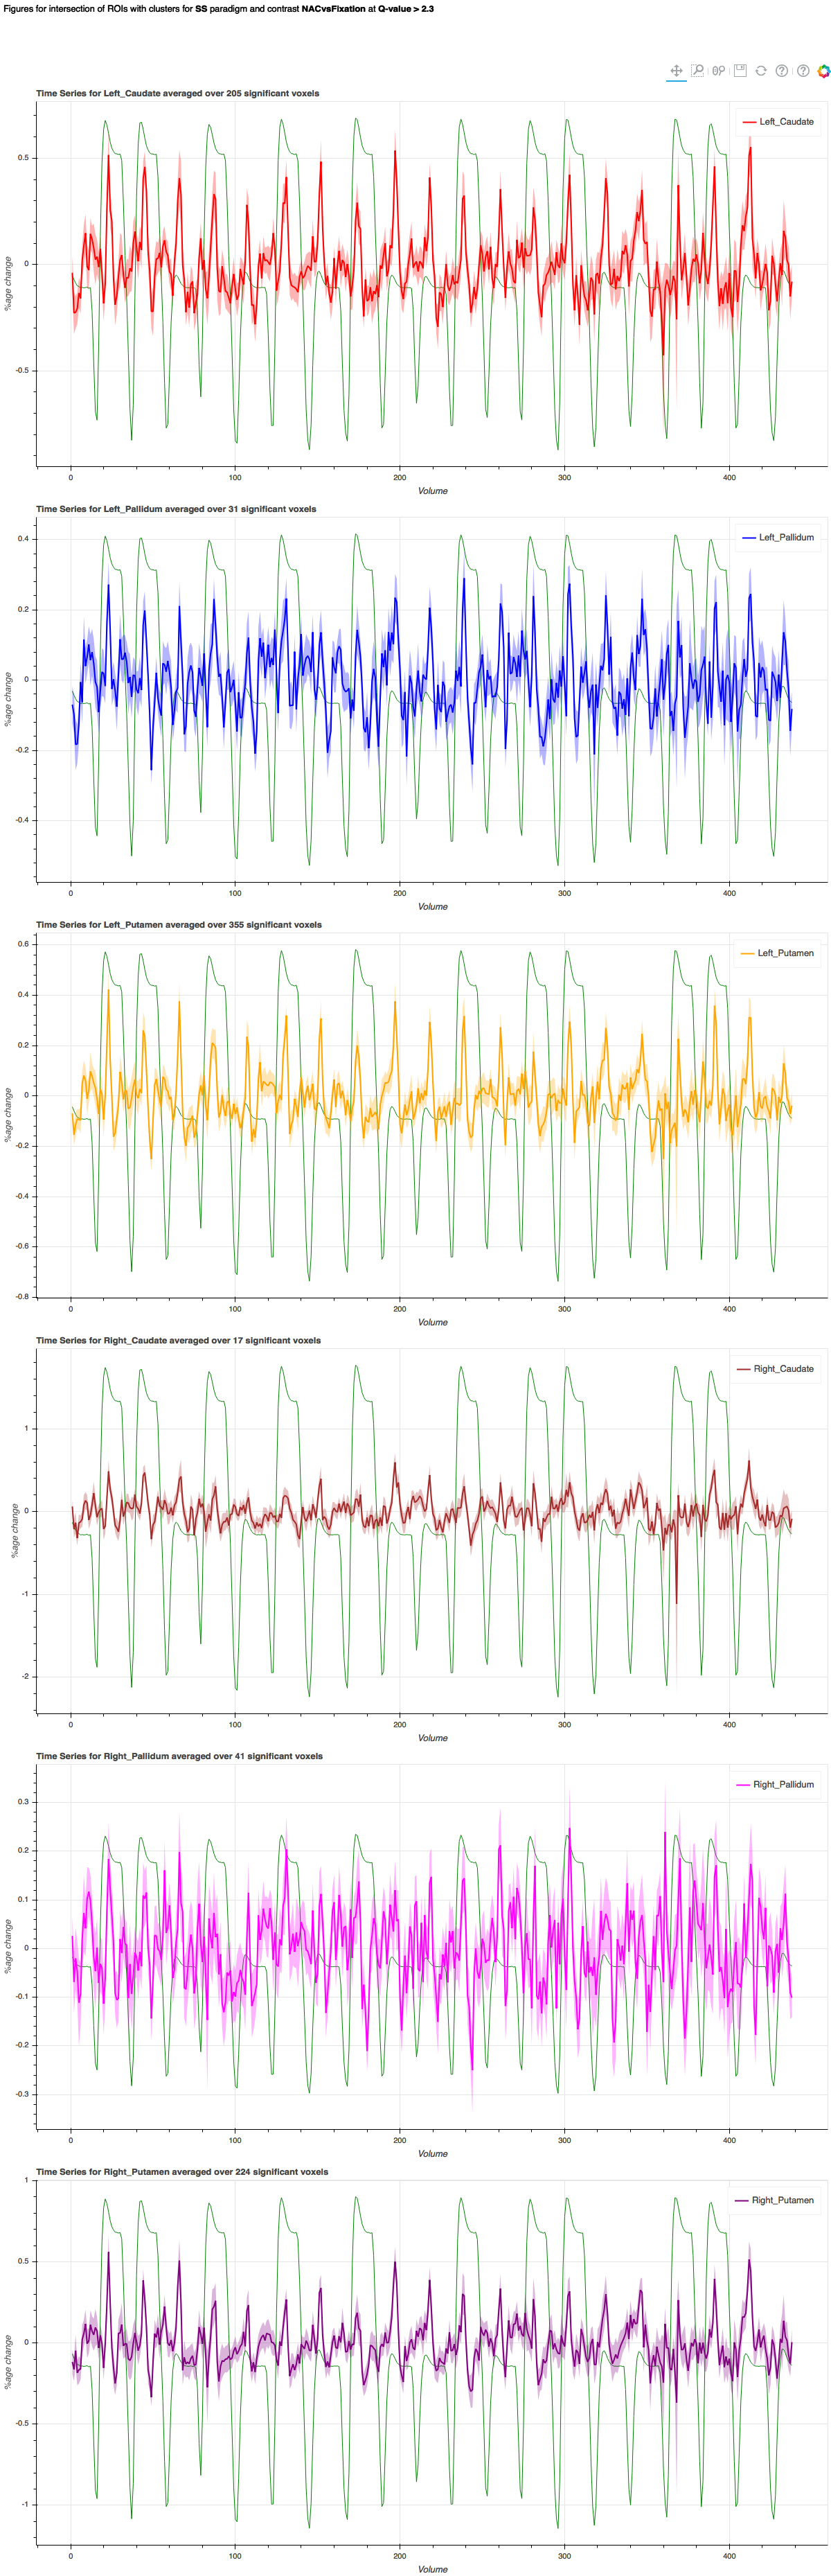 Figures for intersection of ROIs with clusters for SS paradigm and contrast NACvsFixation at Q-value > 2.3
Time Series for Left_Caudate averaged over 205 significant voxels
Left_Caudate
0.5
0
-0.5
%age change
0 100 200 300 400
Volume
Time Series for Left_Pallidum averaged over 31 significant voxels
Left_Pallidum
0.4
0.2
0
-0.2
-0.4
%age change
0 100 200 300 400
Volume
Time Series for Left_Putamen averaged over 355 significant voxels
Left_Putamen
0.6
0.4
0.2
0
-0.2
-0.4
-0.6
-0.8
%age change
0 100 200 300 400
Volume
Time Series for Right_Caudate averaged over 17 significant voxels
Right_Caudate
1
0
-1
-2
%age change
0 100 200 300 400
Volume
Time Series for Right_Pallidum averaged over 41 significant voxels
Right_Pallidum
0.3
0.2
0.1
0
-0.1
-0.2
-0.3
%age change
0 100 200 300 400
Volume
Time Series for Right_Putamen averaged over 224 significant voxels
Right_Putamen
1
0.5
0
-0.5
-1
%age change
0 100 200 300 400
Volume